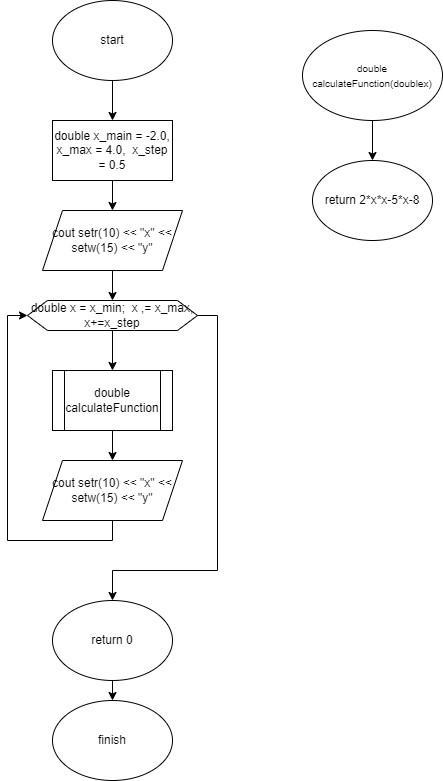 start
double x_main = -2.0,
x_max = 4.0, x_step
= 0.5
cout setr(10) << "x" <<
setw(15) << "y"
double x = x_min; x ,= x_max,
x+=x_step
double
calculateFunction
cout setr(10) << "x" <<
setw(15) << "y"
return 0
finish
double
calculateFunction(doublex)
return 2*x*x-5*x-8